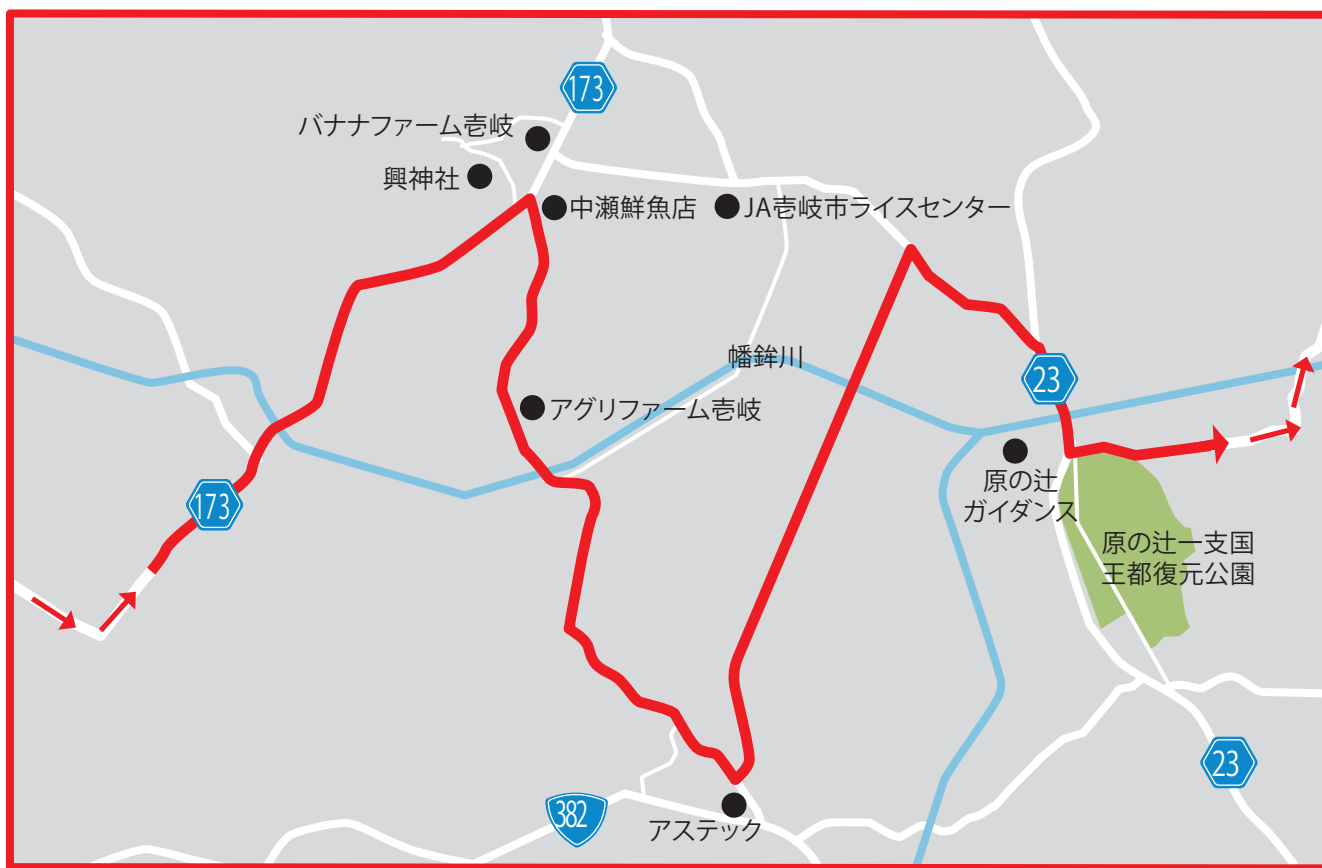 173
バナナファーム壱岐
興神社
中瀬鮮魚店
JA壱岐市ライスセンター
幡鉾川
23
アグリファーム壱岐
原の辻
ガイダンス
173
原の辻一支国
王都復元公園
23
382
アステック